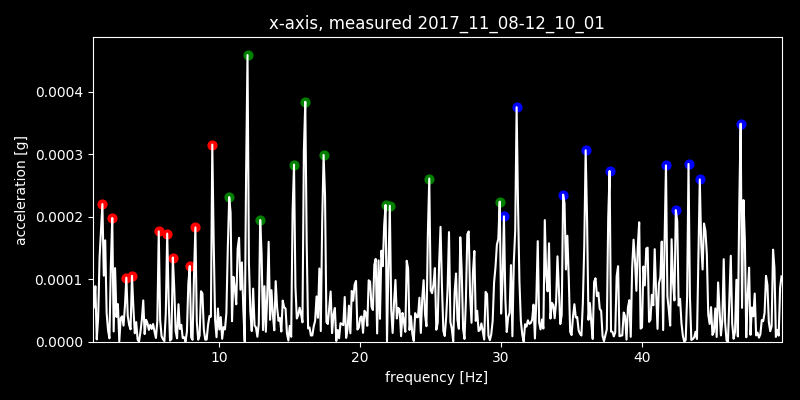 x-axis, measured 2017_11_08-12_10_01
0.0004
0.0003
0.0002
0.0001
0.0000
acceleration [g]
10 20 30 40
frequency [Hz]